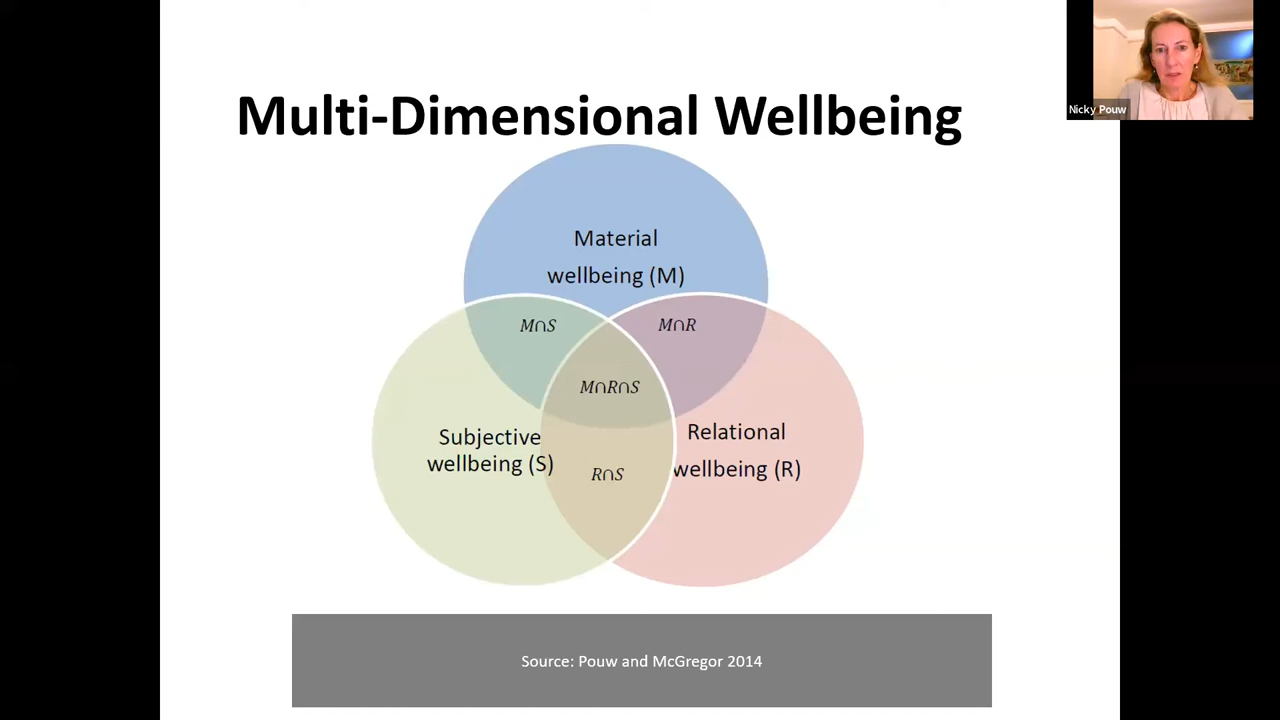 Multi-Dimensional Wellbeing
Nicky Pouw
Material
wellbeing (M)
M∩S
M∩R
M∩R∩S
Subjective
wellbeing (S)
Relational
wellbeing (R)
R∩S
Source: Pouw and McGregor 2014